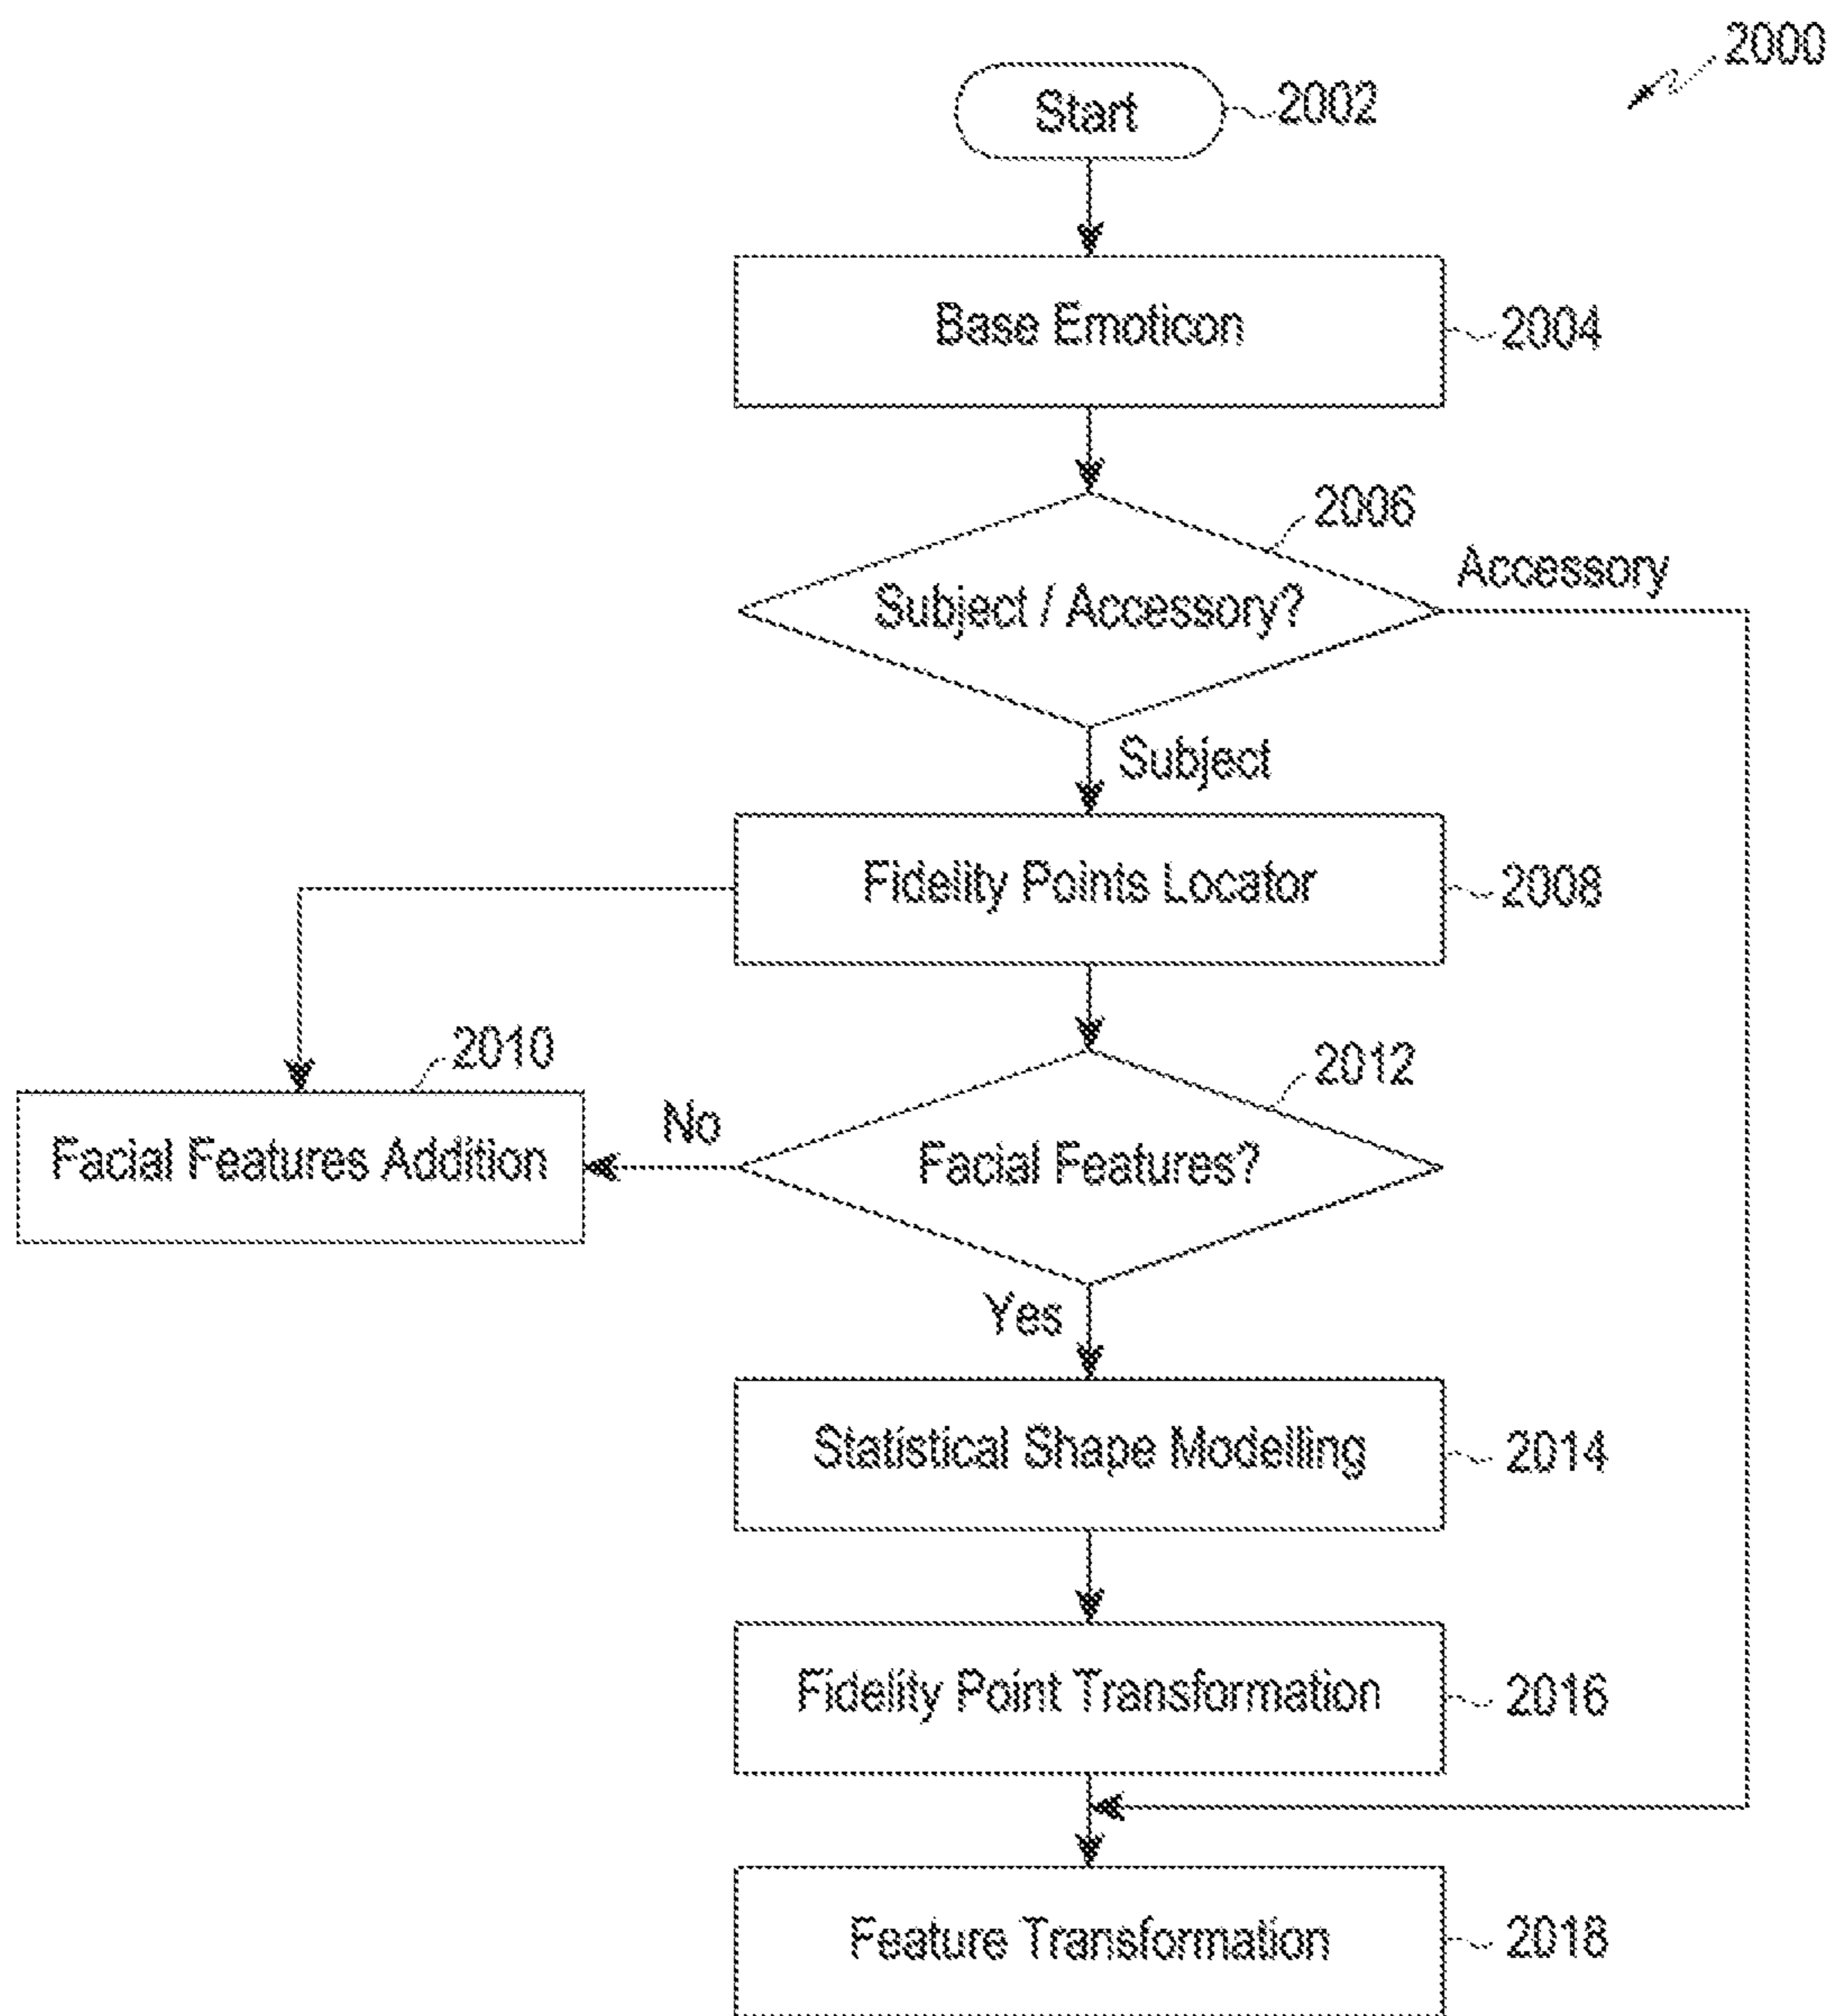 2000
Start
2002
Base Emoticon
2004
2006
Accessory
Subject / Accessory?
Subject
Fidelity Points Locator
2008
2010
2012
No
Facial Features Addition
Facial Features?
Yes
Statistical Shape Modelling
2014
Fidelity Point Transformation
2016
Feature Transformation
2018